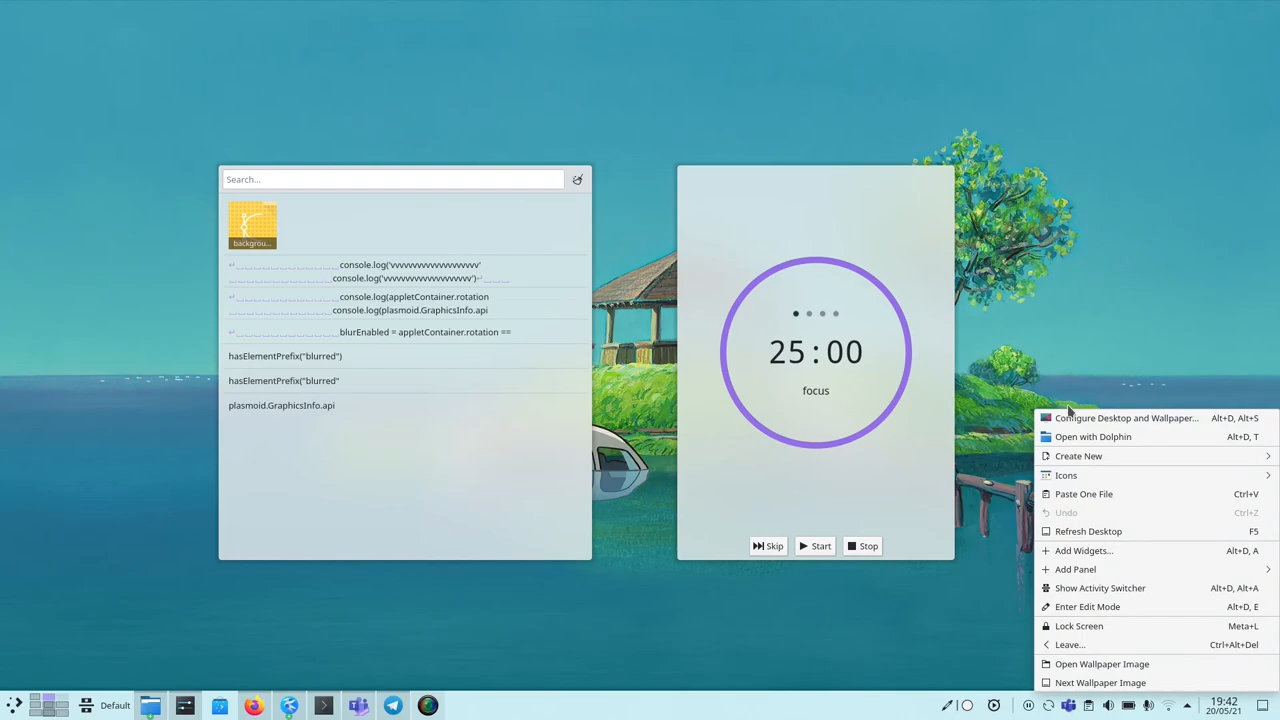 Search...
backgrou...
console.log('vvvvvvvvvvvvvvvvvvvv'
console.log('vvvvvvvvvvvvvvvvvvvv')
console.log(appletContainer.rotation
console.log(plasmoid.GraphicsInfo.api
blurEnabled = appletContainer.rotation ==
hasElementPrefix("blurred")
hasElementPrefix("blurred"
plasmoid.GraphicsInfo.api
25:00
focus
Skip
Start
Stop
Configure Desktop and Wallpaper... Alt+D, Alt+S
Open with Dolphin Alt+D, T
Create New
Icons
Paste One File Ctrl+V
Undo Ctrl+Z
Refresh Desktop F5
Add Widgets... Alt+D, A
Add Panel
Show Activity Switcher Alt+D, Alt+A
Enter Edit Mode Alt+D, E
Lock Screen Meta+L
Leave... Ctrl+Alt+Del
Open Wallpaper Image
Next Wallpaper Image
Default
19:42
20/05/21